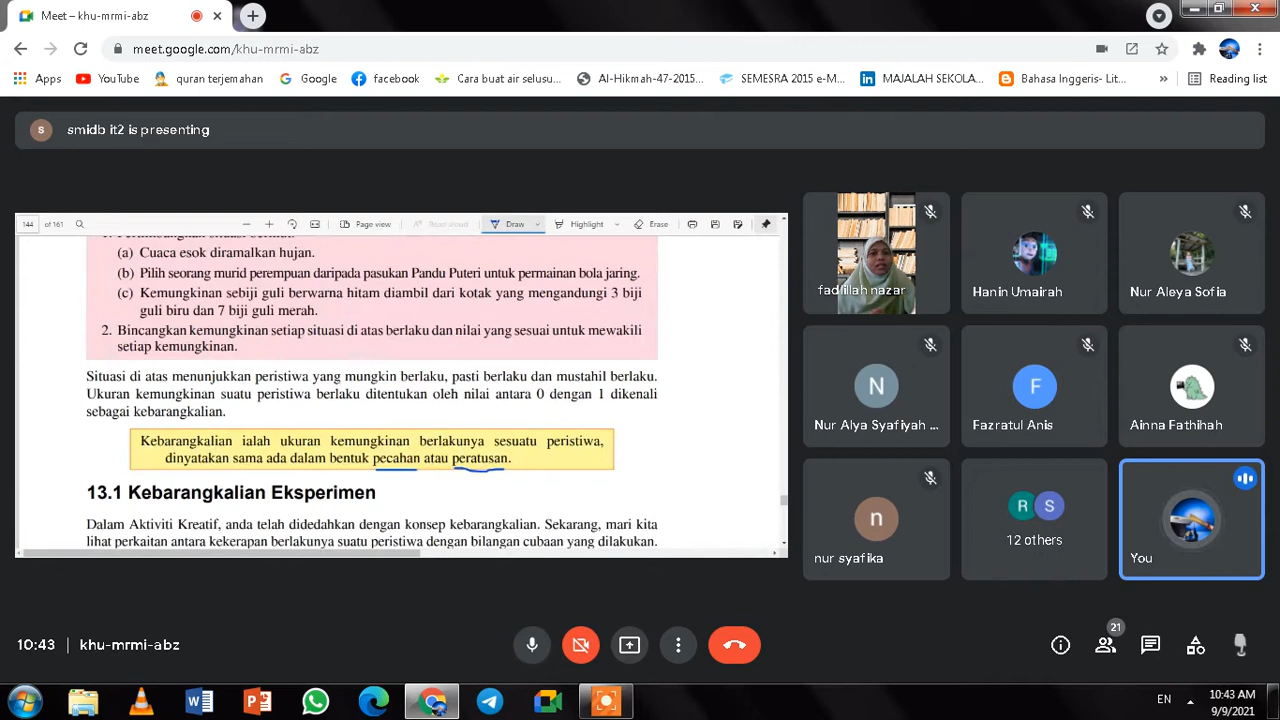 Meet – khu-mrmi-abz
meet.google.com/khu-mrmi-abz
Apps YouTube quran terjemahan Google facebook Cara buat air selusu... Al-Hikmah-47-2015... SEMESRA 2015 e-M... MAJALAH SEKOLA... Bahasa Inggeris- Lit... » Reading list
s smidb it2 is presenting
144 of 161 Page view Read aloud Draw Highlight Erase
(a) Cuaca esok diramalkan hujan.
(b) Pilih seorang murid perempuan daripada pasukan Pandu Puteri untuk permainan bola jaring.
(c) Kemungkinan sebiji guli berwarna hitam diambil dari kotak yang mengandungi 3 biji
guli biru dan 7 biji guli merah.
2. Bincangkan kemungkinan setiap situasi di atas berlaku dan nilai yang sesuai untuk mewakili
setiap kemungkinan.
Situasi di atas menunjukkan peristiwa yang mungkin berlaku, pasti berlaku dan mustahil berlaku.
Ukuran kemungkinan suatu peristiwa berlaku ditentukan oleh nilai antara 0 dengan 1 dikenali
sebagai kebarangkalian.
Kebarangkalian ialah ukuran kemungkinan berlakunya sesuatu peristiwa,
dinyatakan sama ada dalam bentuk pecahan atau peratusan.
13.1 Kebarangkalian Eksperimen
Dalam Aktiviti Kreatif, anda telah didedahkan dengan konsep kebarangkalian. Sekarang, mari kita
lihat perkaitan antara kekerapan berlakunya suatu peristiwa dengan bilangan cubaan yang dilakukan.
fadlillah nazar
Hanin Umairah
Nur Aleya Sofia
N
Nur Alya Syafiyah ...
F
Fazratul Anis
Ainna Fathihah
n
nur syafika
R S
12 others
You
10:43 | khu-mrmi-abz
21
EN
10:43 AM
9/9/2021